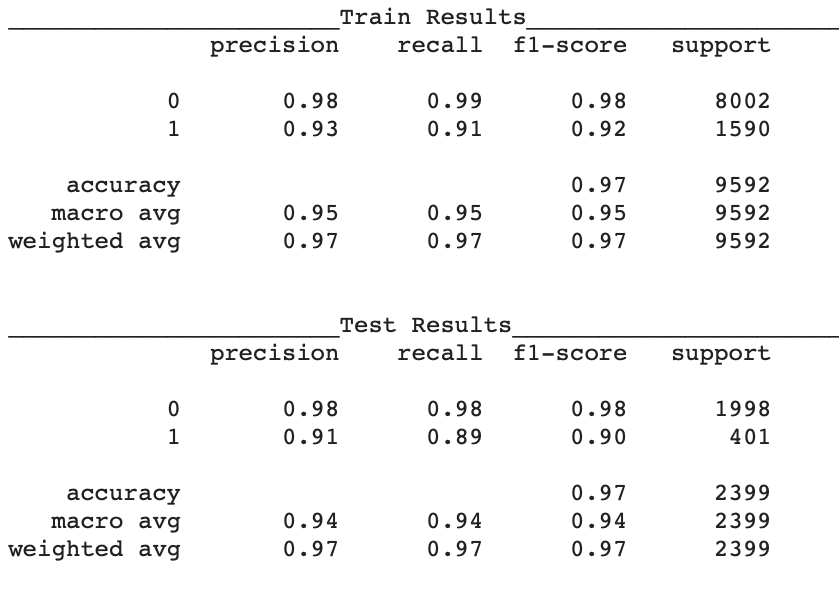 Train Results
precision recall f1-score support
0 0.98 0.99 0.98 8002
1 0.93 0.91 0.92 1590
accuracy 0.97 9592
macro avg 0.95 0.95 0.95 9592
weighted avg 0.97 0.97 0.97 9592
Test Results
precision recall f1-score support
0 0.98 0.98 0.98 1998
1 0.91 0.89 0.90 401
accuracy 0.97 2399
macro avg 0.94 0.94 0.94 2399
weighted avg 0.97 0.97 0.97 2399